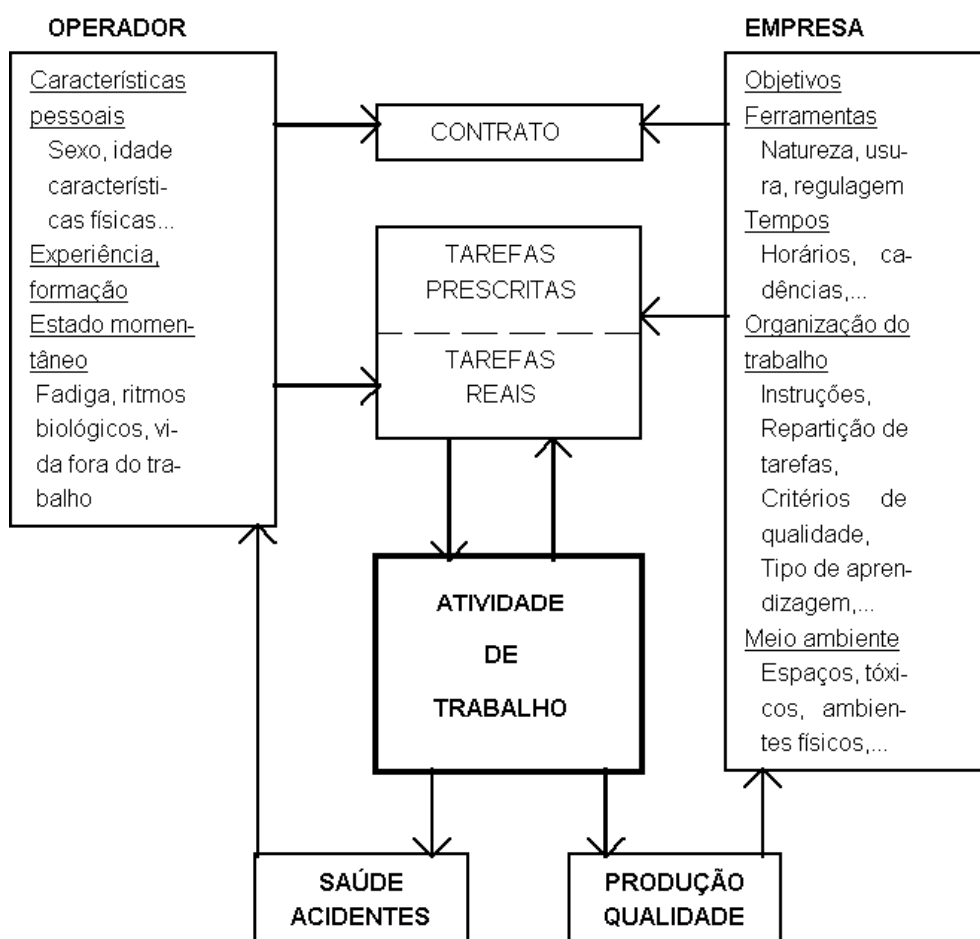 OPERADOR
Características
pessoais
Sexo, idade
característi-
cas físicas...
Experiência,
formação
Estado momen-
tâneo
Fadiga, ritmos
biológicos, vi-
da fora do tra-
balho
CONTRATO
TAREFAS
PRESCRITAS
TAREFAS
REAIS
ATIVIDADE
DE
TRABALHO
SAÚDE
ACIDENTES
PRODUÇÃO
QUALIDADE
EMPRESA
Objetivos
Ferramentas
Natureza, usu-
ra, regulagem
Tempos
Horários, ca-
dências,...
Organização do
trabalho
Instruções,
Repartição de
tarefas,
Critérios de
qualidade,
Tipo de apren-
dizagem,...
Meio ambiente
Espaços, tóxi-
cos, ambien-
tes físicos,...